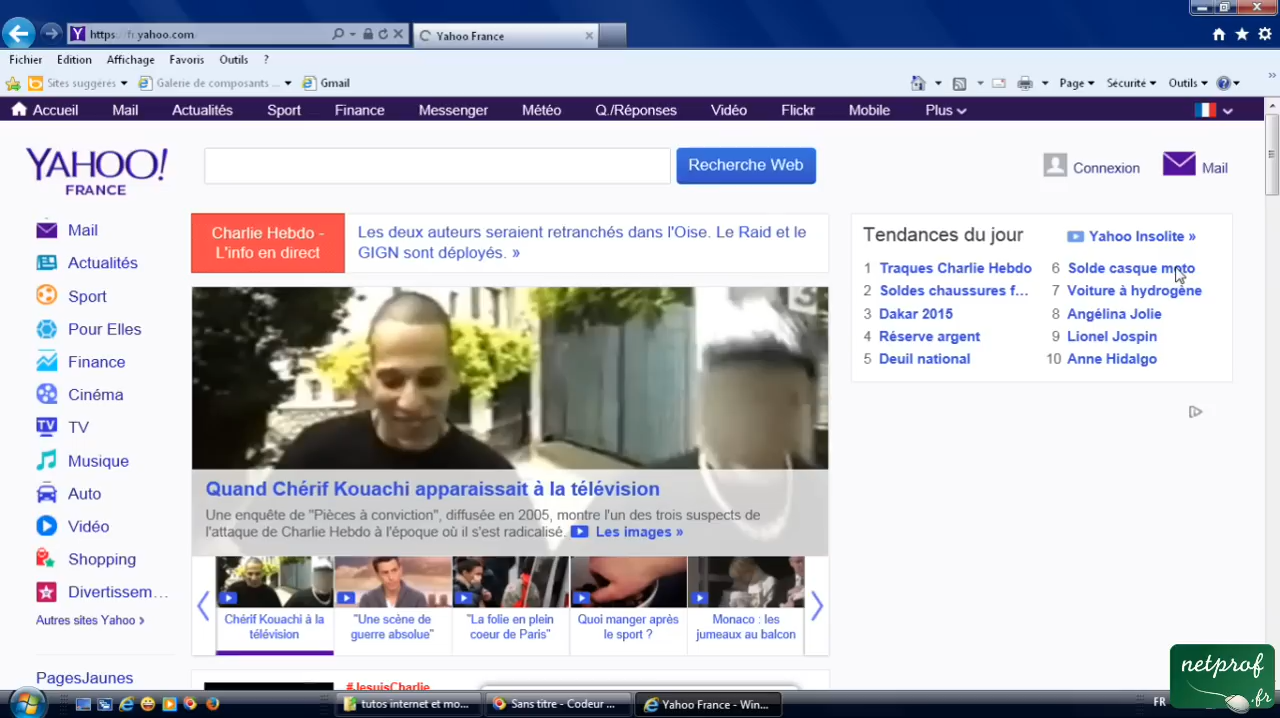 https fr.yahoo.com
Yahoo France
Fichier Edition Affichage Favoris Outils ?
Sites suggérés Galerie de composants ... Gmail
Page Sécurité Outils
Accueil Mail Actualités Sport Finance Messenger Météo Q./Réponses Vidéo Flickr Mobile Plus
YAHOO!
FRANCE
Recherche Web
Connexion Mail
Mail
Actualités
Sport
Pour Elles
Finance
Cinéma
TV TV
Musique
Auto
Vidéo
Shopping
Divertissem...
Autres sites Yahoo >
PagesJaunes
Charlie Hebdo -
L'info en direct
Les deux auteurs seraient retranchés dans l'Oise. Le Raid et le
GIGN sont déployés. »
Quand Chérif Kouachi apparaissait à la télévision
Une enquête de "Pièces à conviction", diffusée en 2005, montre l'un des trois suspects de
l'attaque de Charlie Hebdo à l'époque où il s'est radicalisé. Les images »
Chérif Kouachi à la
télévision
"Une scène de
guerre absolue"
"La folie en plein
coeur de Paris"
Quoi manger après
le sport ?
Monaco : les
jumeaux au balcon
#JesuisCharlie
Tendances du jour
Yahoo Insolite »
1 Traques Charlie Hebdo
2 Soldes chaussures f...
3 Dakar 2015
4 Réserve argent
5 Deuil national
6 Solde casque moto
7 Voiture à hydrogène
8 Angélina Jolie
9 Lionel Jospin
10 Anne Hidalgo
tutos internet et mo...
Sans titre - Codeur ...
Yahoo France - Win...
FR
netprof
.fr